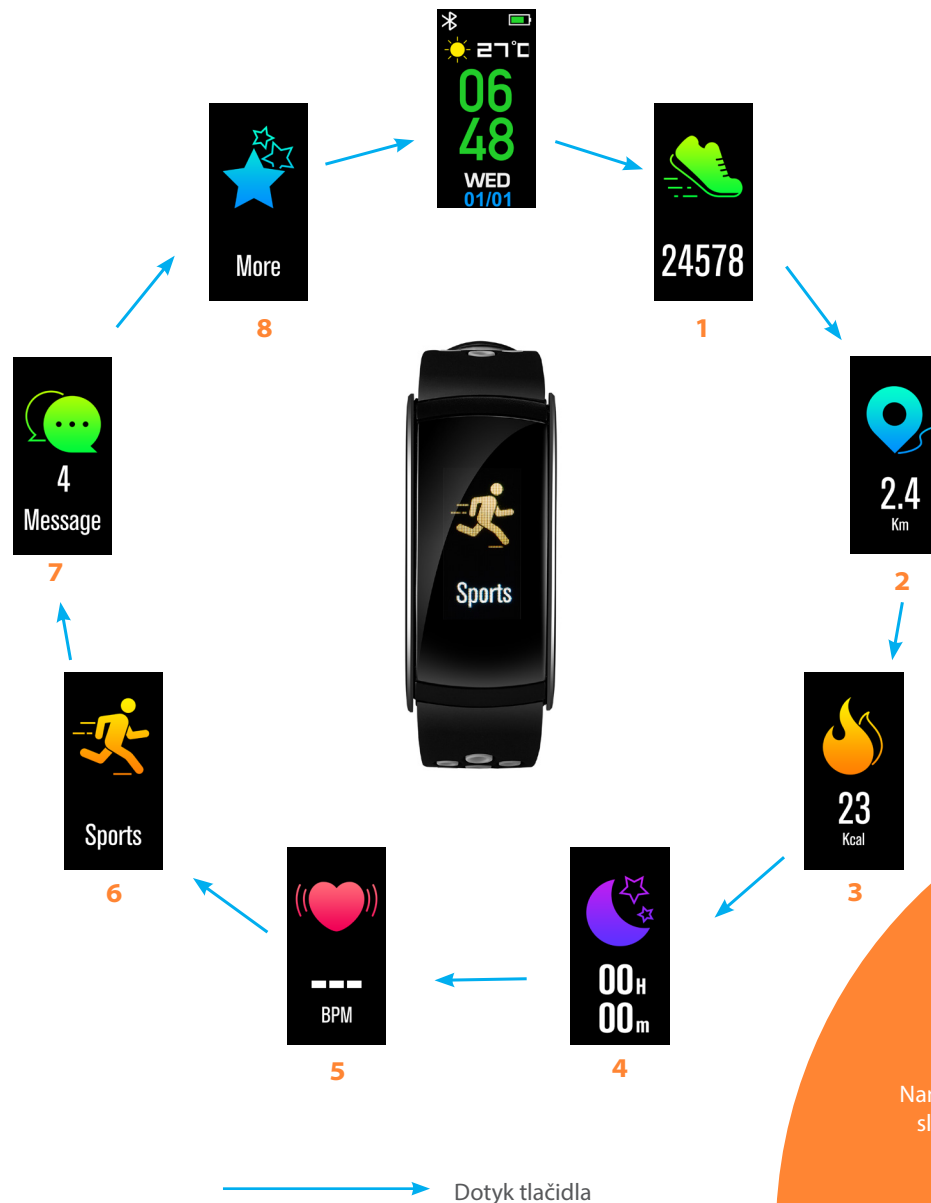 27°C
06
48
WED
01/01
24578
1
2.4
Km
2
23
Kcal
3
00H
00m
4
---
BPM
5
Sports
6
4
Message
7
More
8
Sports
Dotyk tlačidla